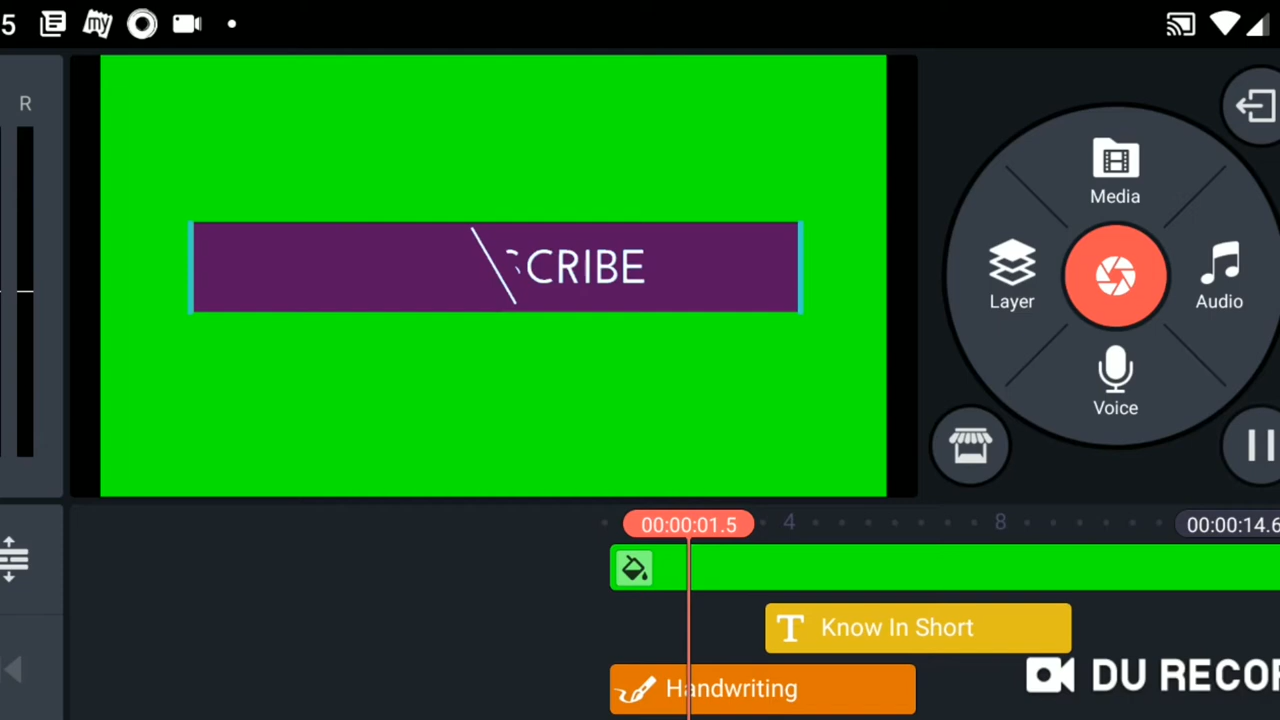 5
R
CRIBE
Media
Layer
Audio
Voice
00:00:01.5
4
8
00:00:14.6
Know In Short
Handwriting
DU RECOR